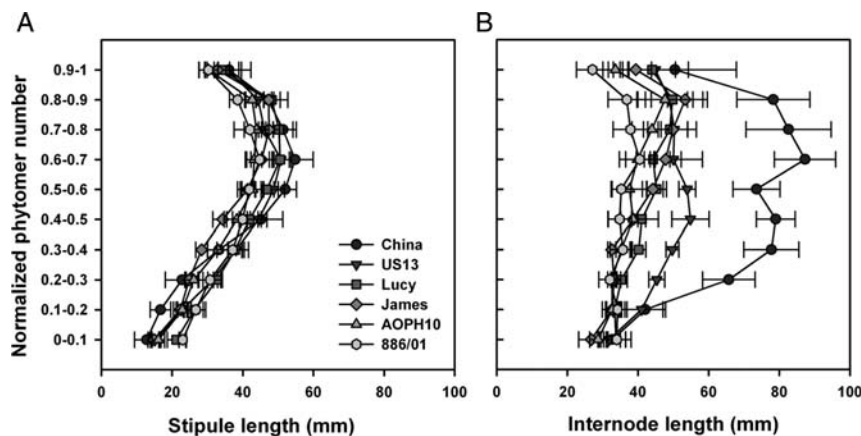 A
B
Normalized phytomer number
0.9-1
0.8-0.9
0.7-0.8
0.6-0.7
0.5-0.6
0.4-0.5
0.3-0.4
0.2-0.3
0.1-0.2
0-0.1
China
US13
Lucy
James
AOPH10
886/01
0 20 40 60 80 100
0 20 40 60 80 100
Stipule length (mm)
Internode length (mm)